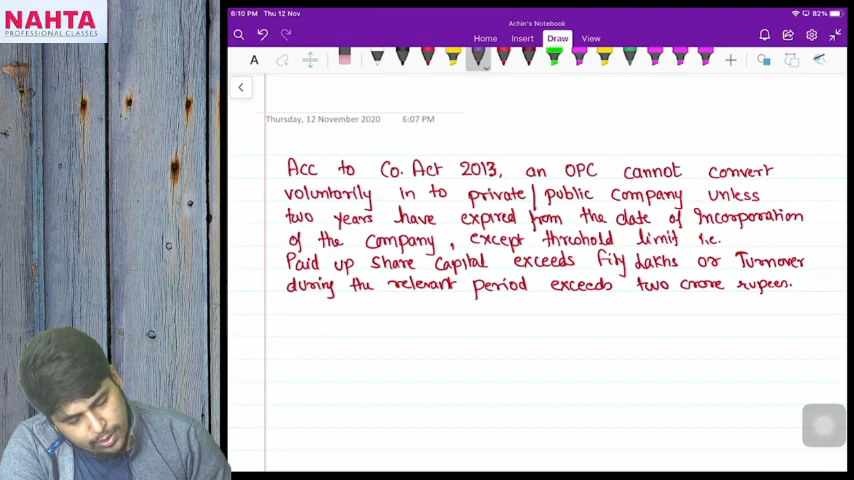 NAHTA
PROFESSIONAL CLASSES
6:10 PM Thu 12 Nov
82%
Achin's Notebook
Home Insert Draw View
A
Thursday, 12 November 2020 6:07 PM
Acc to Co. Act 2013, an OPC cannot convert
voluntarily in to private/public company unless
two years have expired from the date of Incorporation
of the company, except threshold limit i.e.
Paid up share Capital exceeds fifty Lakhs or Turnover
during the relevant period exceeds two crore rupees.